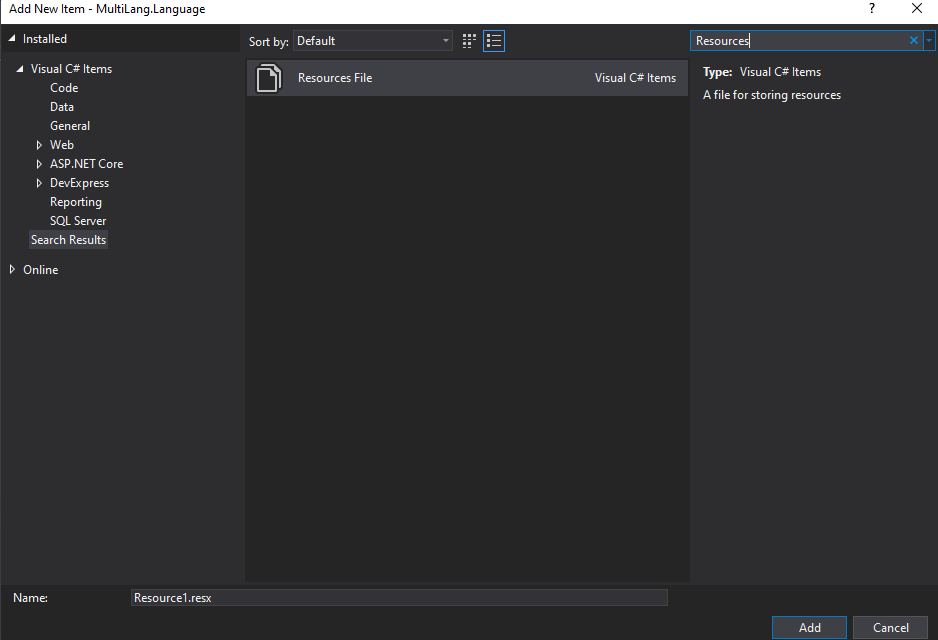 Add New Item - MultiLang.Language
?
Installed
Sort by: Default
Resources
Visual C# Items
Code
Data
General
Web
ASP.NET Core
DevExpress
Reporting
SQL Server
Search Results
Online
Resources File Visual C# Items
Type: Visual C# Items
A file for storing resources
Name: Resource1.resx
Add Cancel